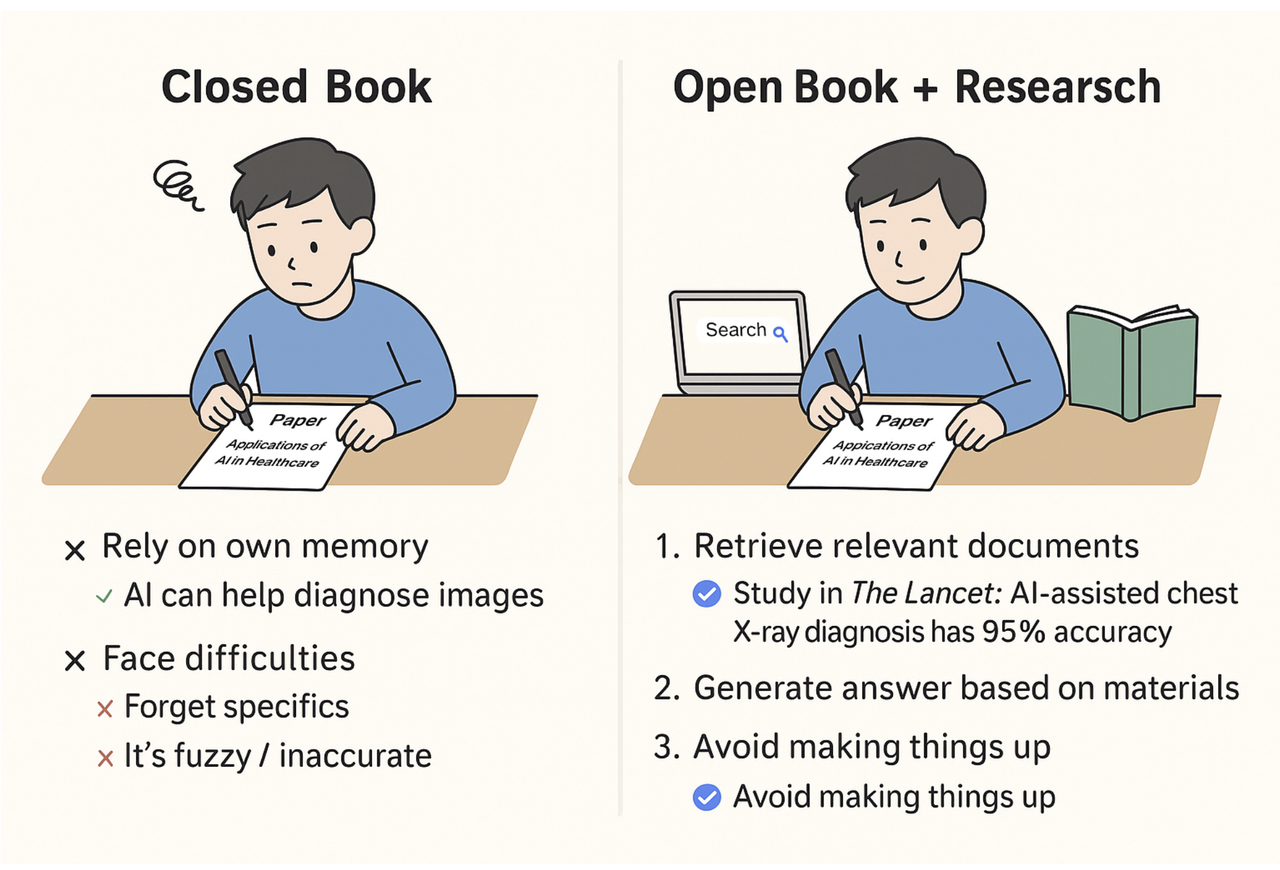 Closed Book
Paper
Applications of
AI in Healthcare
× Rely on own memory
✓ AI can help diagnose images
× Face difficulties
× Forget specifics
× It’s fuzzy / inaccurate
Open Book + Researsch
Search
Paper
Appications of
AI in Healthcare
1. Retrieve relevant documents
✓ Study in The Lancet: AI-assisted chest
X-ray diagnosis has 95% accuracy
2. Generate answer based on materials
3. Avoid making things up
✓ Avoid making things up